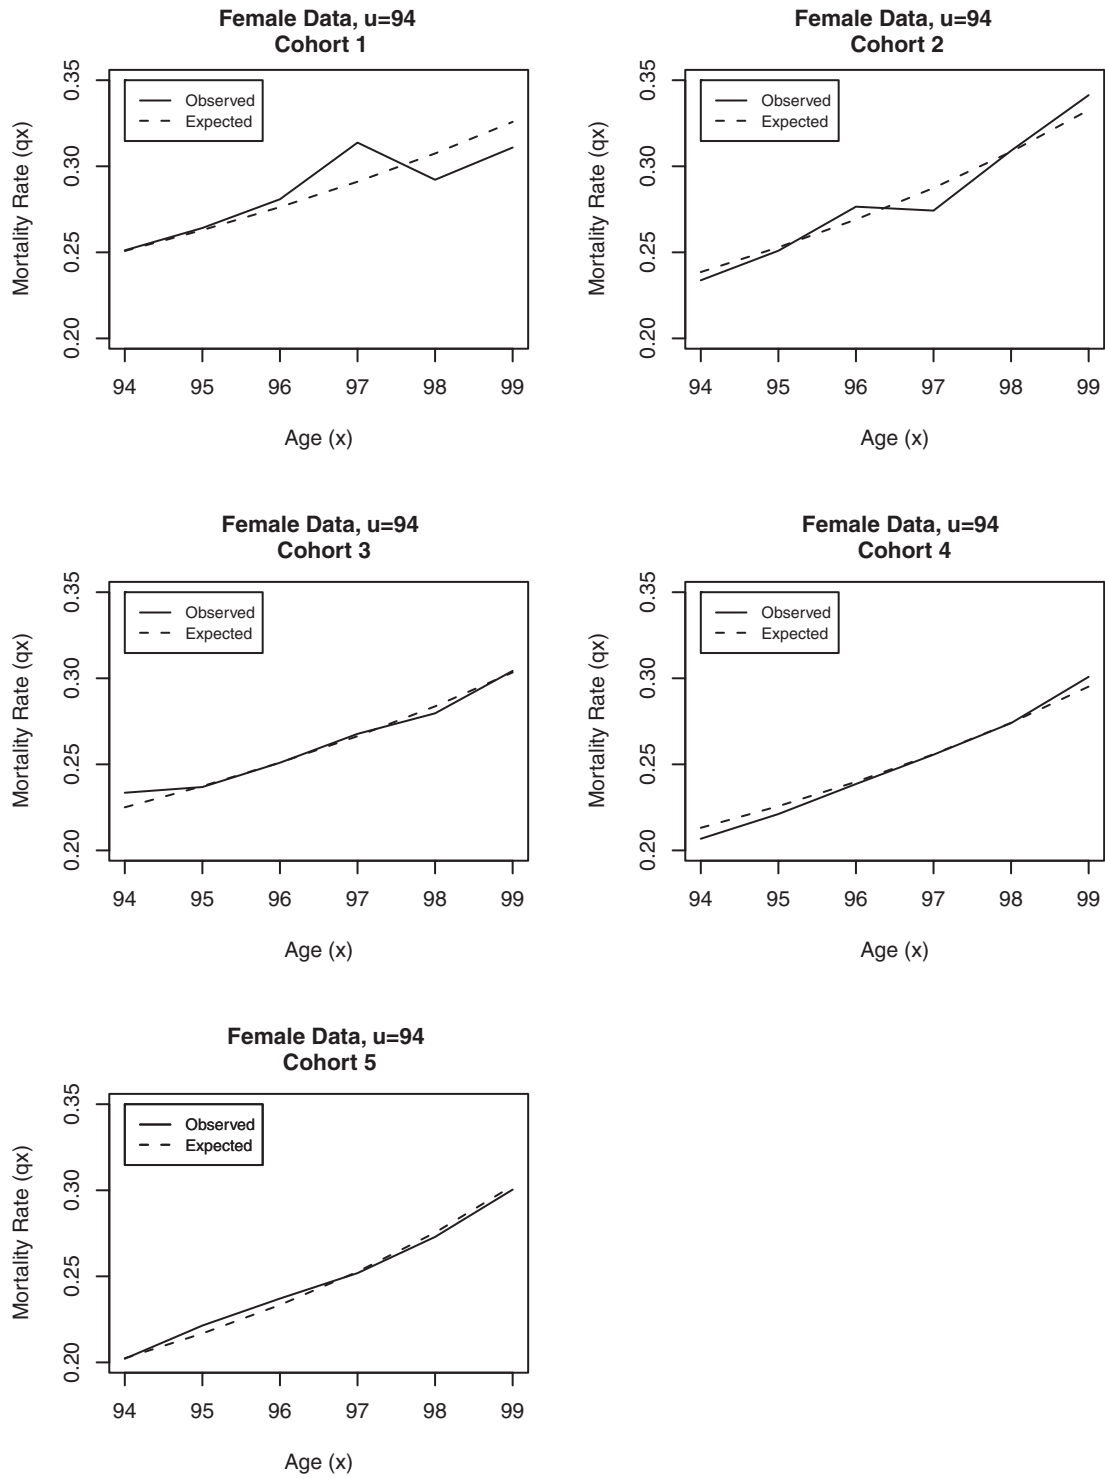 Female Data, u=94
Cohort 1
Observed
Expected
0.35
0.30
0.25
0.20
Mortality Rate (qx)
94 95 96 97 98 99
Age (x)
Female Data, u=94
Cohort 2
Observed
Expected
0.35
0.30
0.25
0.20
Mortality Rate (qx)
94 95 96 97 98 99
Age (x)
Female Data, u=94
Cohort 3
Observed
Expected
0.35
0.30
0.25
0.20
Mortality Rate (qx)
94 95 96 97 98 99
Age (x)
Female Data, u=94
Cohort 4
Observed
Expected
0.35
0.30
0.25
0.20
Mortality Rate (qx)
94 95 96 97 98 99
Age (x)
Female Data, u=94
Cohort 5
Observed
Expected
0.35
0.30
0.25
0.20
Mortality Rate (qx)
94 95 96 97 98 99
Age (x)